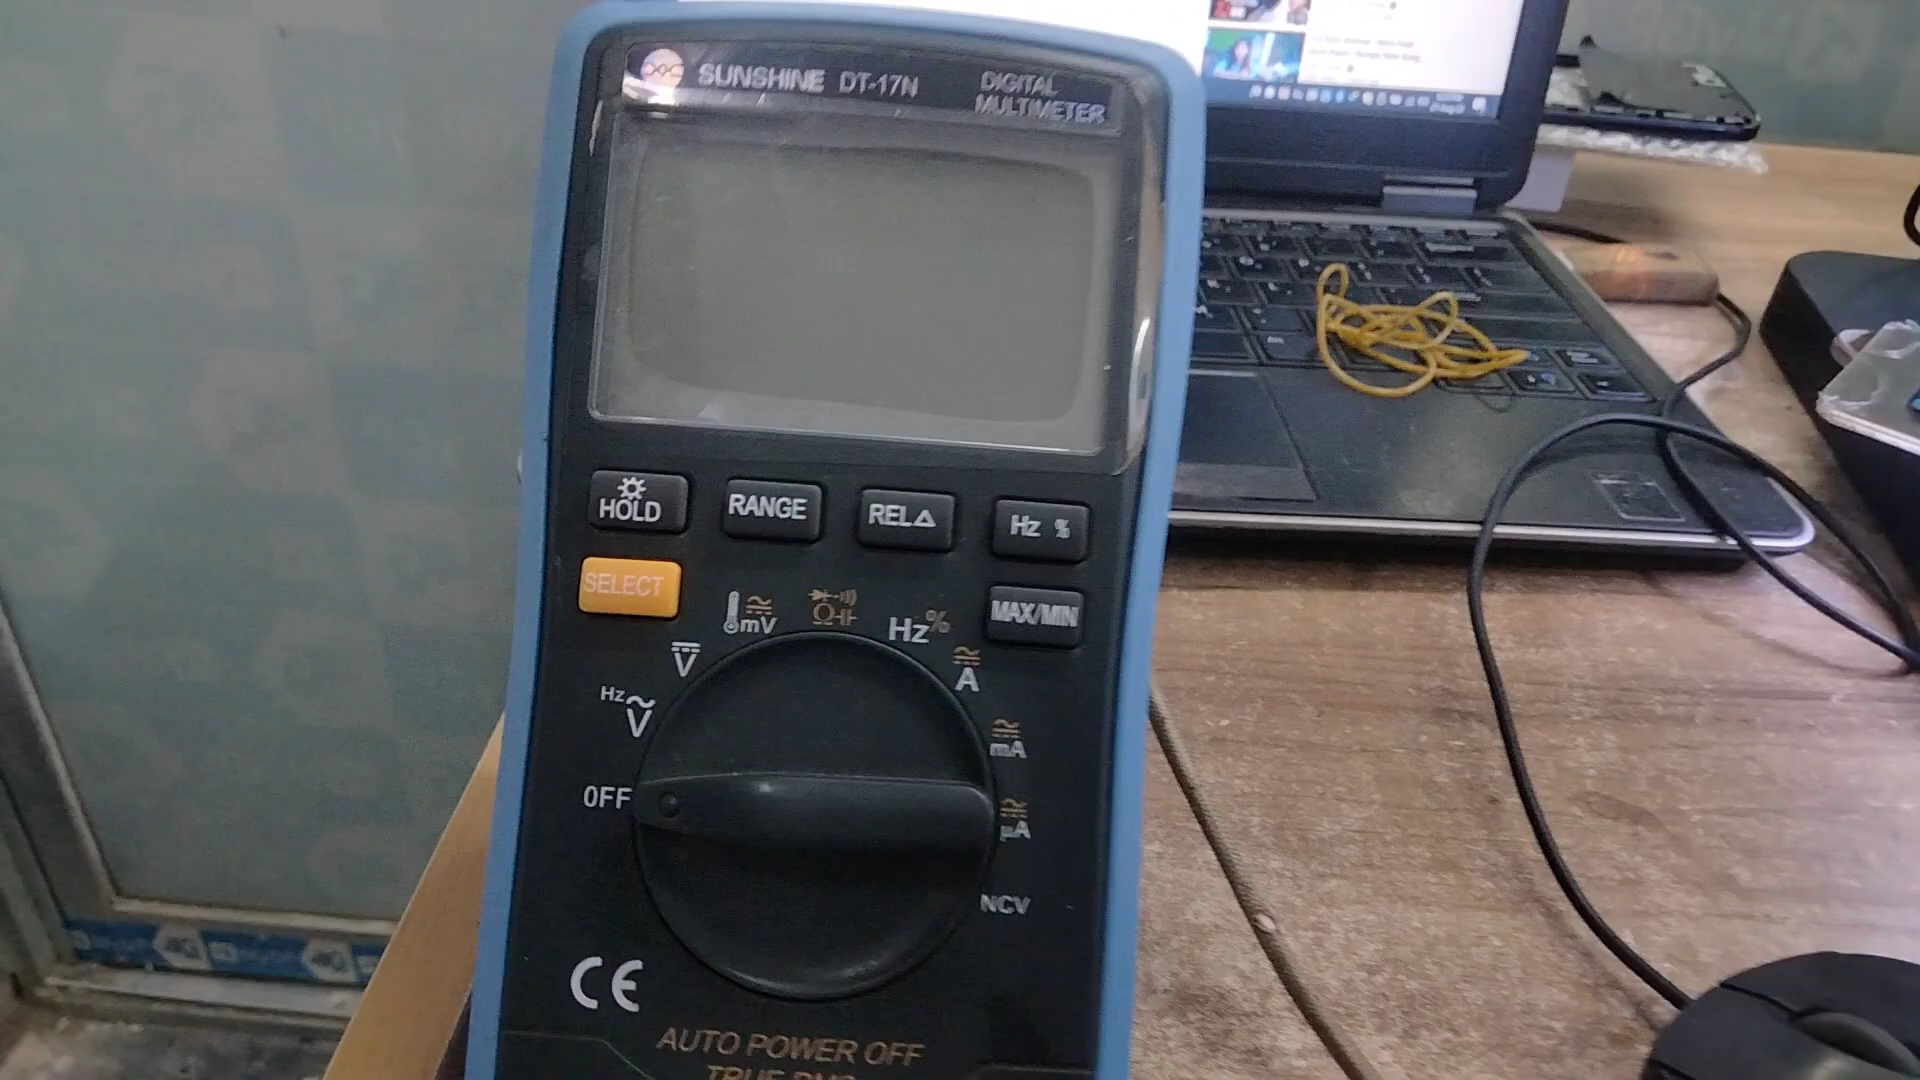 SUNSHINE DT-17N
DIGITAL
MULTIMETER
HOLD
RANGE
RELΔ
Hz %
SELECT
MAX/MIN
mV
Ω
Hz%
V
A
Hz
V
mA
OFF
µA
NCV
CE
AUTO POWER OFF